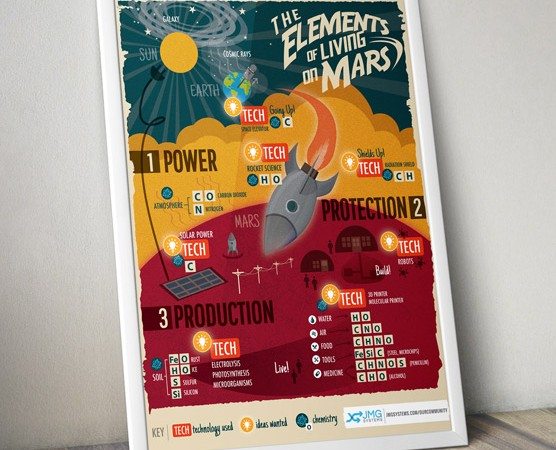 GALAXY
THE
ELEMENTS
OF LIVING
ON MARS
SUN
COSMIC RAYS
EARTH
TECH
Going Up!
C
SPACE ELEVATOR
1 POWER
TECH
ROCKET SCIENCE
H O
Shields Up!
TECH
RADIATION SHIELD
C H
ATMOSPHERE
C O CARBON DIOXIDE
N NITROGEN
MARS
PROTECTION 2
SOLAR POWER
TECH
C
TECH
ROBOTS
Build!
3 PRODUCTION
TECH
3D PRINTER
MOLECULAR PRINTER
WATER H O
AIR C N O
FOOD C H N O
TOOLS Fe Si C (STEEL, MICROCHIPS)
MEDICINE C H N O S (PENICILLIN)
C H O (ALCOHOL)
SOIL
Fe O RUST
H O
S SULFUR
Si SILICON
TECH
ELECTROLYSIS
PHOTOSYNTHESIS
MICROORGANISMS
Live!
KEY TECH technology used ideas wanted chemistry
JMG
SYSTEMS
JMGSYSTEMS.COM/OURCOMMUNITY